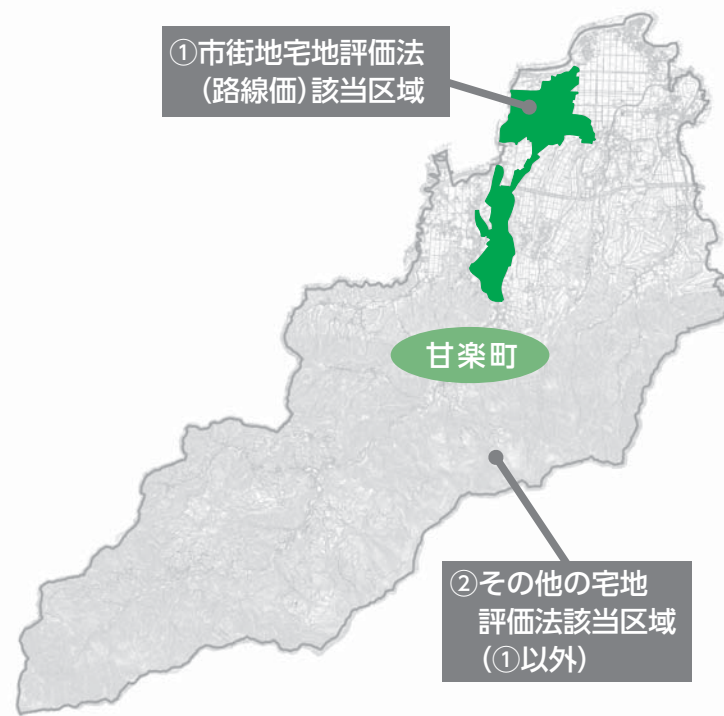 ①市街地宅地評価法
(路線価)該当区域
甘楽町
②その他の宅地
評価法該当区域
(①以外)